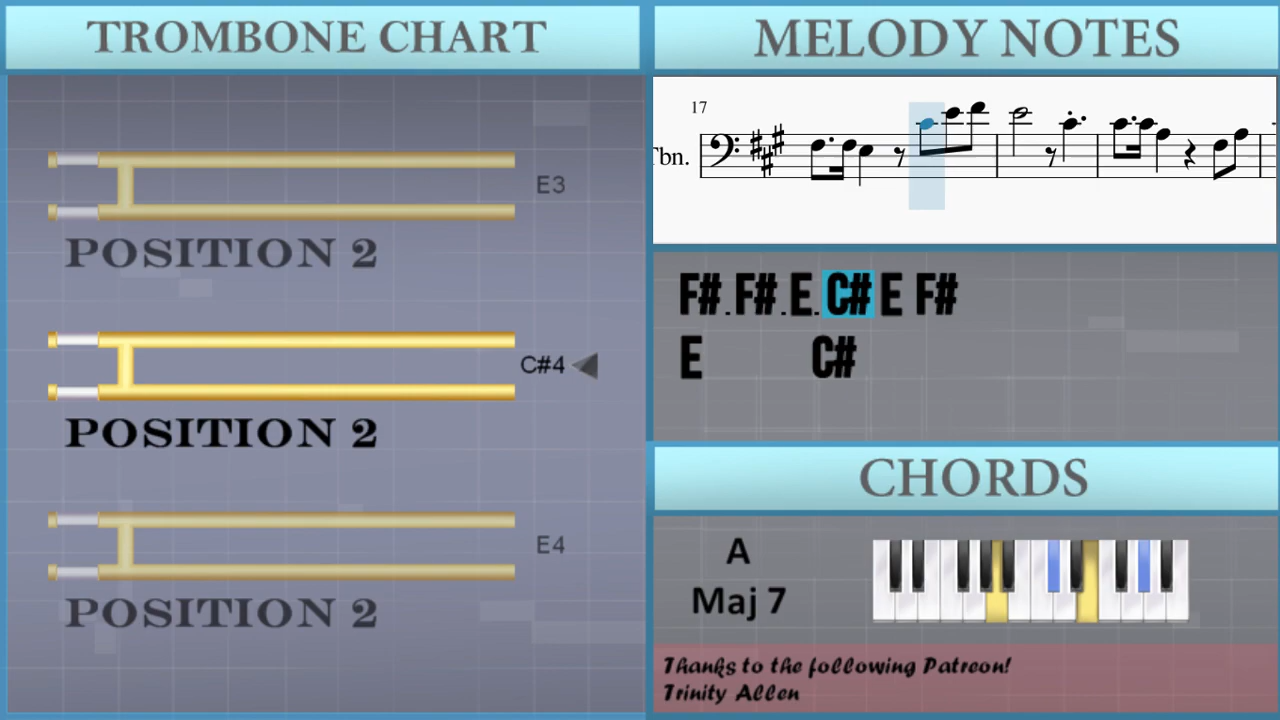 TROMBONE CHART
E3
POSITION 2
C#4
POSITION 2
E4
POSITION 2
MELODY NOTES
17
Tbn.
F#.F#.E.C# E F#
E C#
CHORDS
A
Maj 7
Thanks to the following Patreon!
Trinity Allen